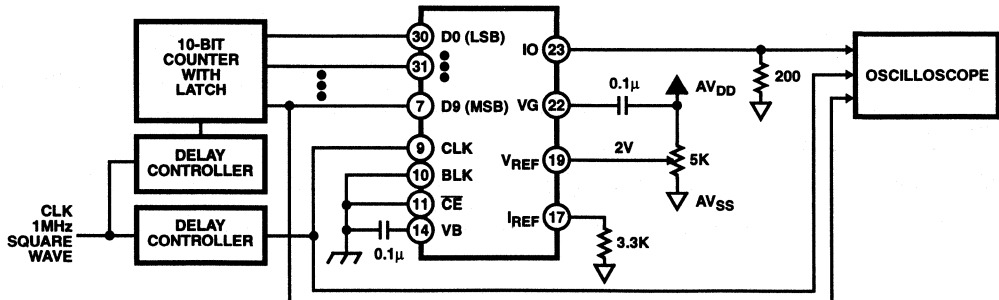 10-BIT
COUNTER
WITH
LATCH
DELAY
CONTROLLER
CLK
1MHz
SQUARE
WAVE
DELAY
CONTROLLER
30 D0 (LSB)
31
7 D9 (MSB)
9 CLK
10 BLK
11 CE
14 VB
0.1μ
IO 23
VG 22
VREF 19
IREF 17
0.1μ
AVDD
2V
5K
AVSS
3.3K
200
OSCILLOSCOPE